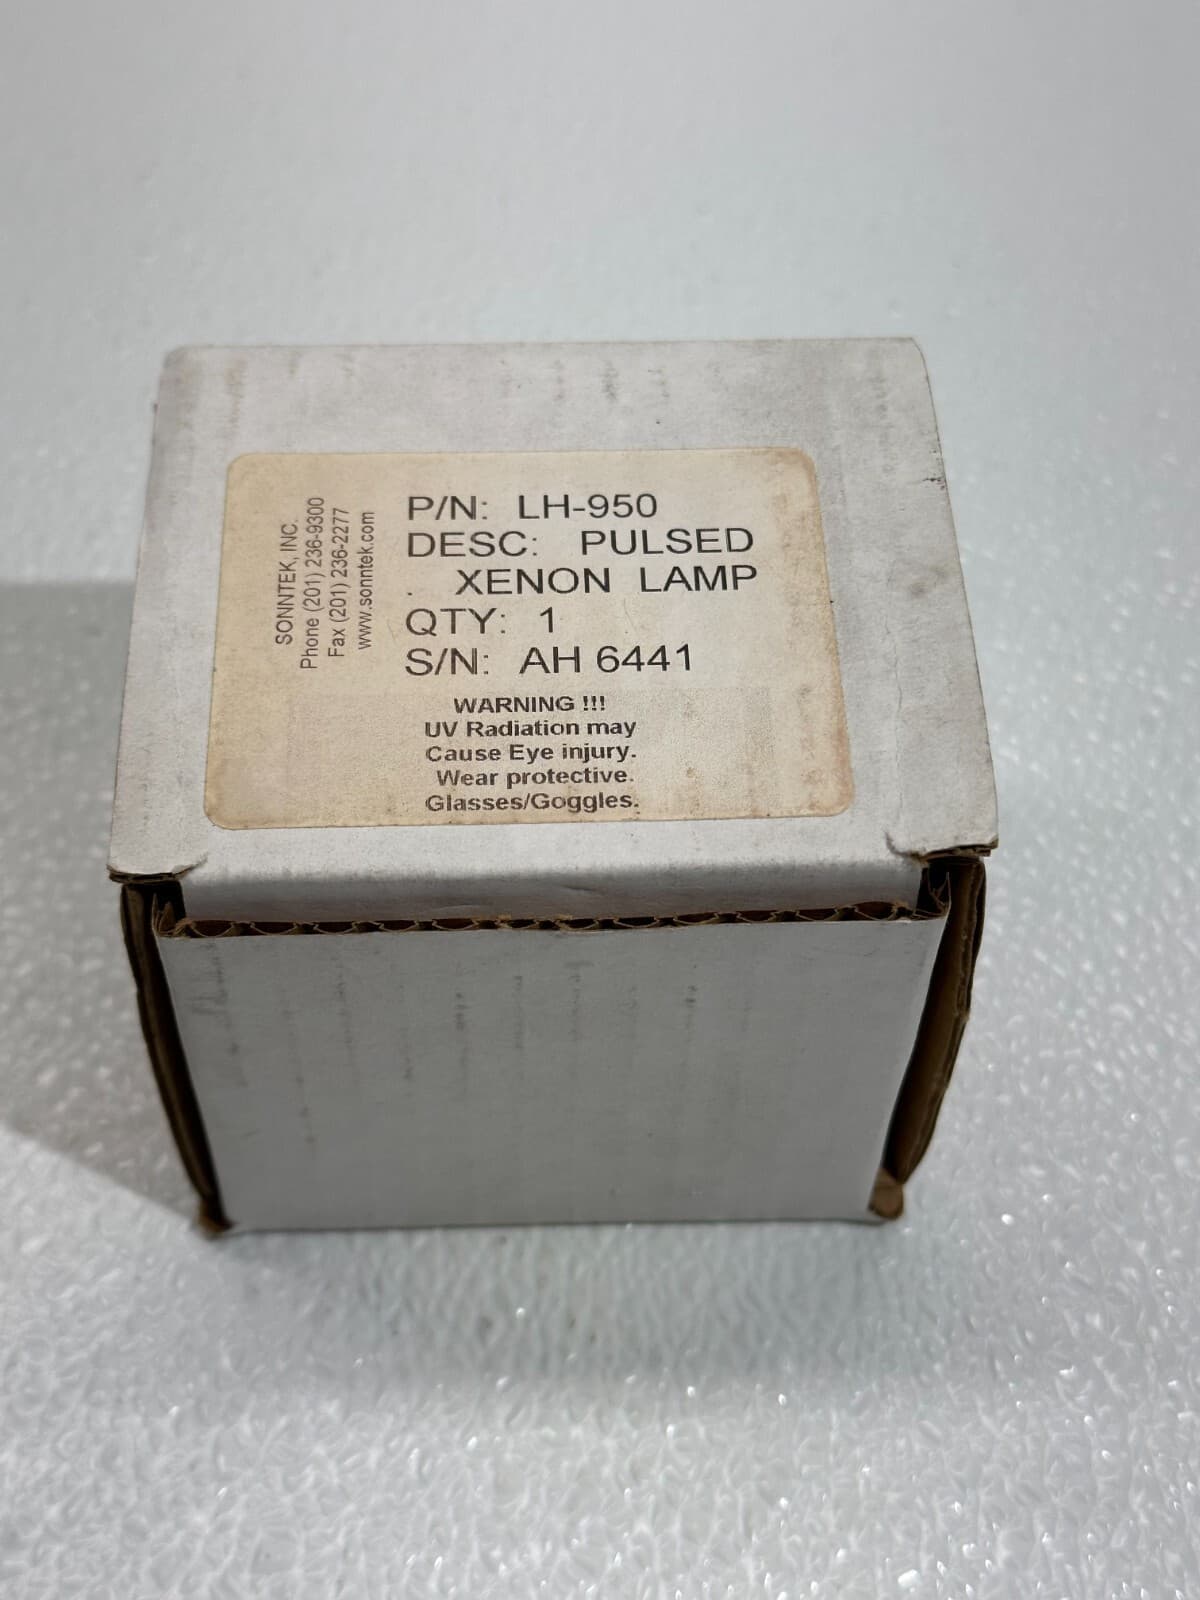 SONNTEK, INC.
Phone (201) 236-9300
Fax (201) 236-2277
www.sonntek.com
P/N: LH-950
DESC: PULSED
. XENON LAMP
QTY: 1
S/N: AH 6441
WARNING !!!
UV Radiation may
Cause Eye injury.
Wear protective.
Glasses/Goggles.